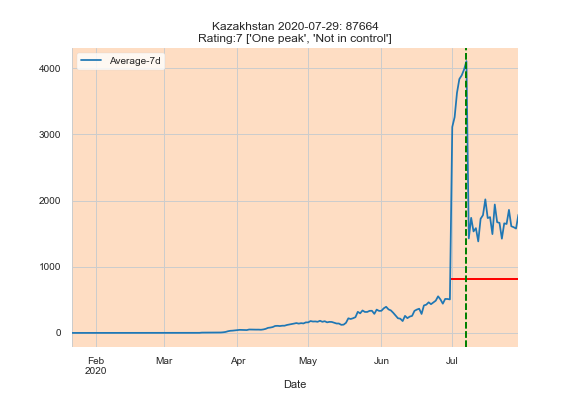 Kazakhstan 2020-07-29: 87664
Rating:7 ['One peak', 'Not in control']
Average-7d
4000
3000
2000
1000
0
Feb
2020
Mar
Apr
May
Jun
Jul
Date